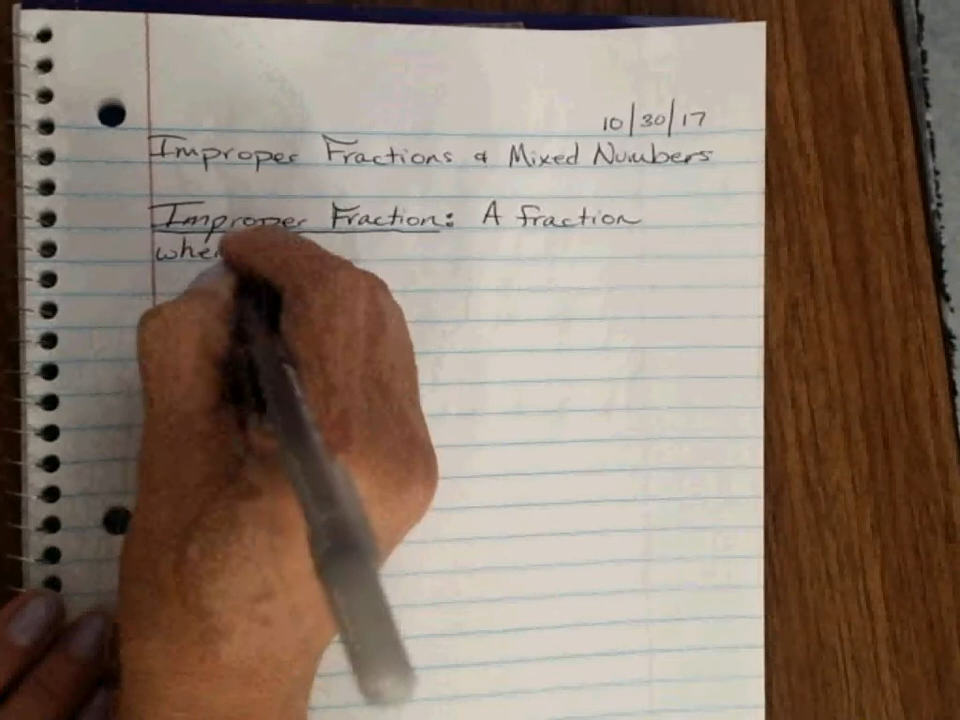 10/30/17
Improper Fractions & Mixed Numbers
Improper Fraction: A fraction